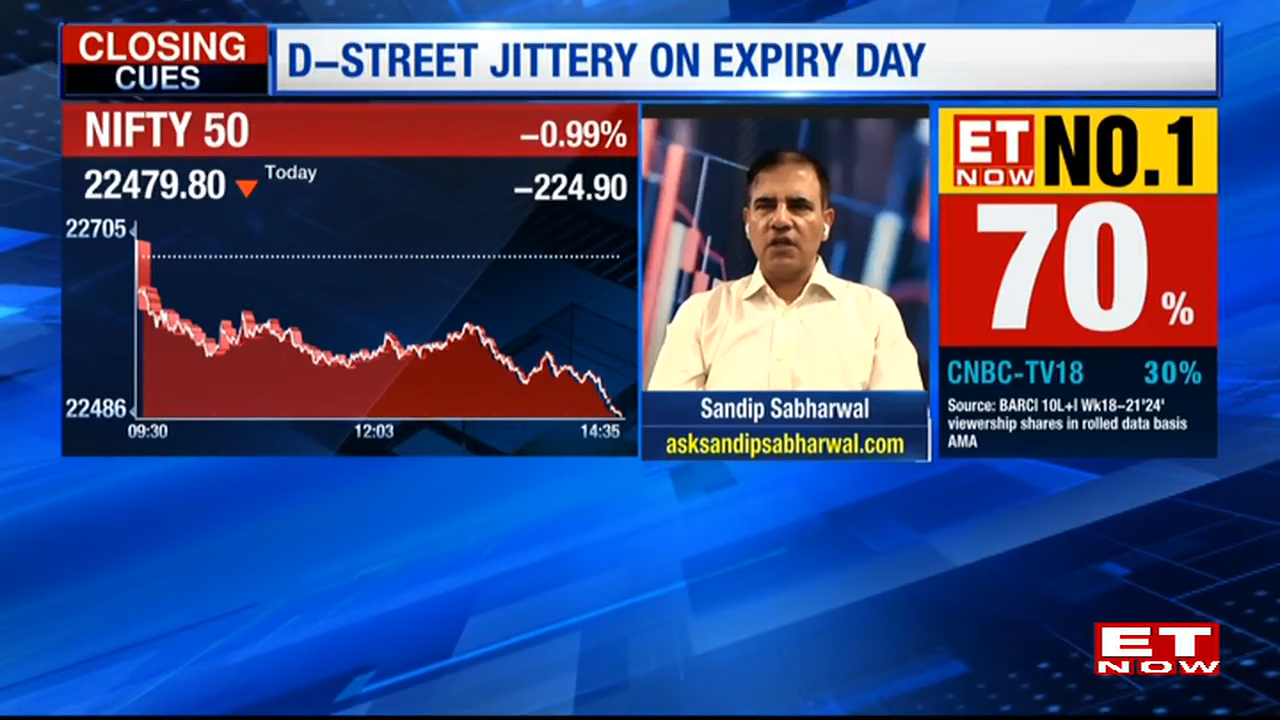 CLOSING
CUES
D–STREET JITTERY ON EXPIRY DAY
NIFTY 50
–0.99%
22479.80
Today
–224.90
22705
22486
09:30
12:03
14:35
Sandip Sabharwal
asksandipsabharwal.com
ET
NOW
NO.1
70
%
CNBC-TV18
30%
Source: BARCI 10L+I Wk18–21'24'
viewership shares in rolled data basis
AMA
ET
NOW